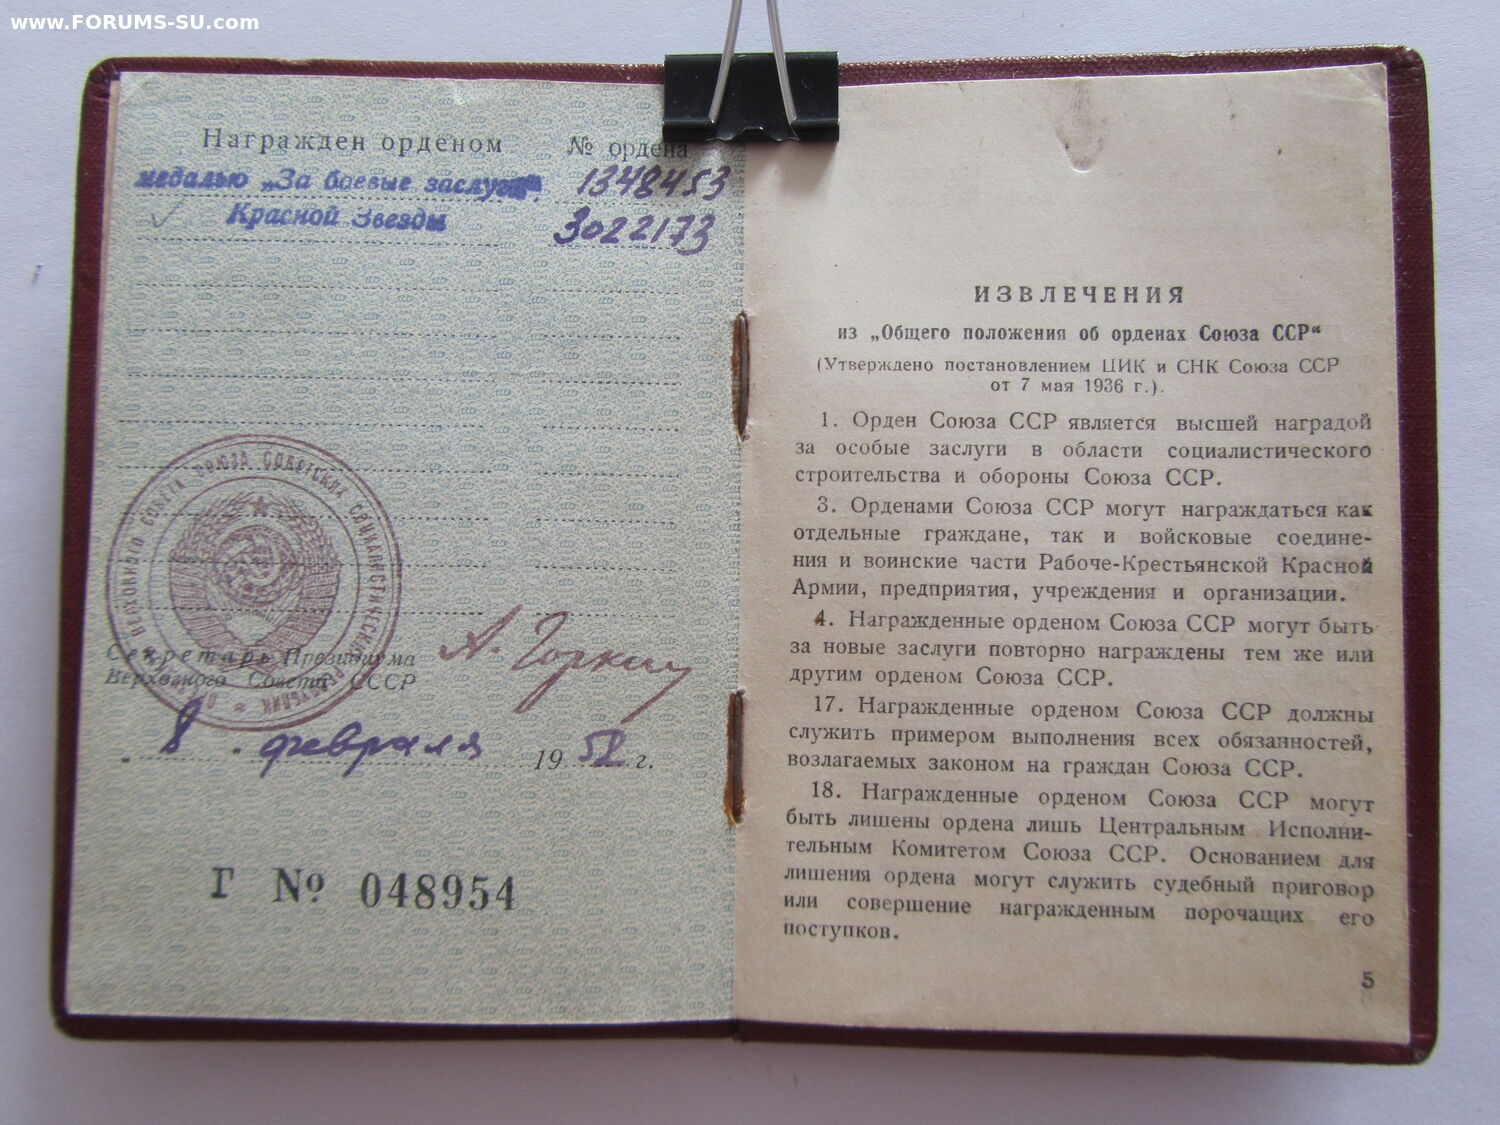 www.FORUMS-SU.com
Награжден орденом № ордена
медалью „За боевые заслуги“ 1348453
Красной Звезды 3022173
Секретарь Президиума
Верховного Совета СССР
А. Горкин
8 февраля 1958 г.
Г № 048954
ИЗВЛЕЧЕНИЯ
из „Общего положения об орденах Союза ССР“
(Утверждено постановлением ЦИК и СНК Союза ССР
от 7 мая 1936 г.).
1. Орден Союза ССР является высшей наградой
за особые заслуги в области социалистического
строительства и обороны Союза ССР.
3. Орденами Союза ССР могут награждаться как
отдельные граждане, так и войсковые соедине-
ния и воинские части Рабоче-Крестьянской Красной
Армии, предприятия, учреждения и организации.
4. Награжденные орденом Союза ССР могут быть
за новые заслуги повторно награждены тем же или
другим орденом Союза ССР.
17. Награжденные орденом Союза ССР должны
служить примером выполнения всех обязанностей,
возлагаемых законом на граждан Союза ССР.
18. Награжденные орденом Союза ССР могут
быть лишены ордена лишь Центральным Исполни-
тельным Комитетом Союза ССР. Основанием для
лишения ордена могут служить судебный приговор
или совершение награжденным порочащих его
поступков.
5